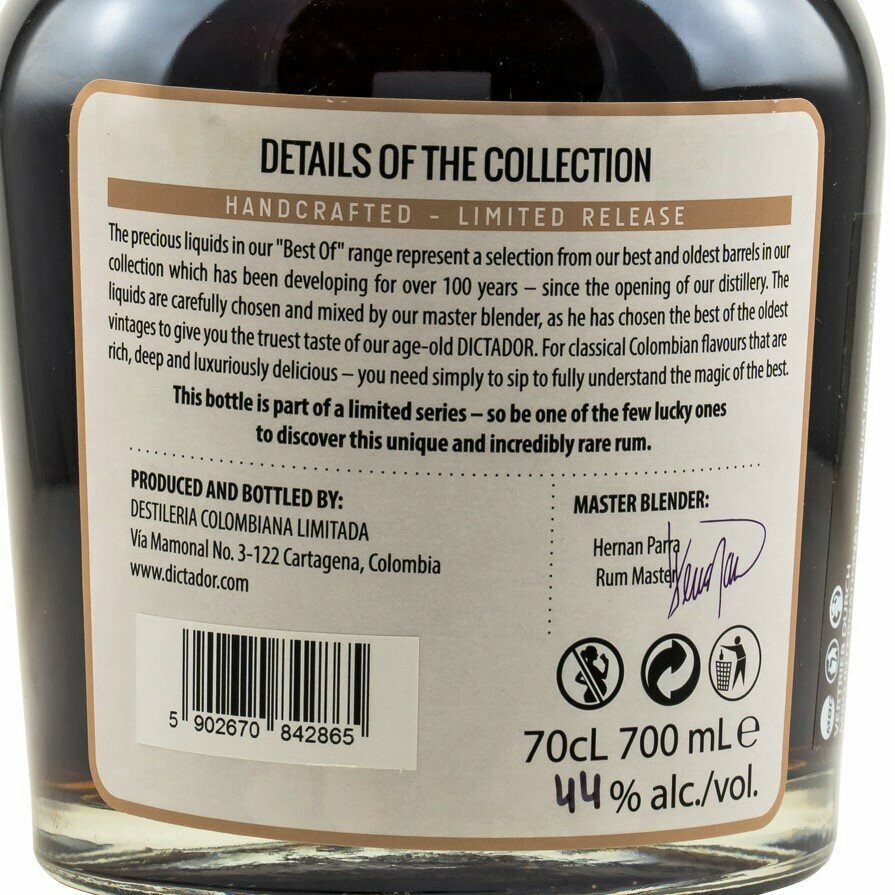 DETAILS OF THE COLLECTION
HANDCRAFTED - LIMITED RELEASE
The precious liquids in our "Best Of" range represent a selection from our best and oldest barrels in our
collection which has been developing for over 100 years – since the opening of our distillery. The
liquids are carefully chosen and mixed by our master blender, as he has chosen the best of the oldest
vintages to give you the truest taste of our age-old DICTADOR. For classical Colombian flavours that are
rich, deep and luxuriously delicious – you need simply to sip to fully understand the magic of the best.
This bottle is part of a limited series – so be one of the few lucky ones
to discover this unique and incredibly rare rum.
PRODUCED AND BOTTLED BY:
DESTILERIA COLOMBIANA LIMITADA
Vía Mamonal No. 3-122 Cartagena, Colombia
www.dictador.com
MASTER BLENDER:
Hernan Parra
Rum Master
5 902670 842865
70cL 700 mL e
44 % alc./vol.